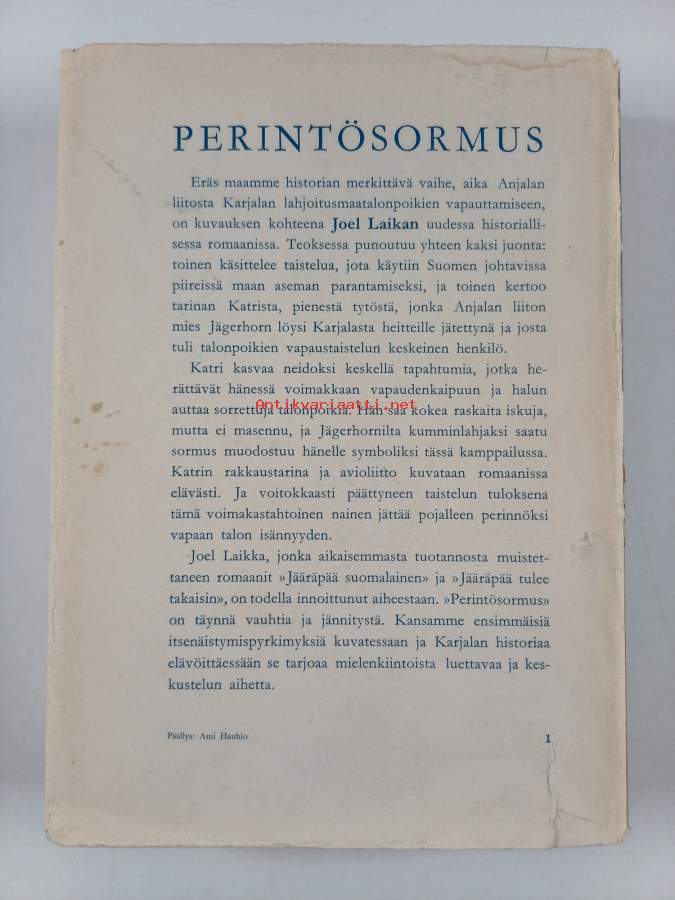 PERINTÖSORMUS
Eräs maamme historian merkittävä vaihe, aika Anjalan
liitosta Karjalan lahjoitusmaatalonpoikien vapauttamiseen,
on kuvauksen kohteena Joel Laikan uudessa historialli-
sessa romaanissa. Teoksessa punoutuu yhteen kaksi juonta:
toinen käsittelee taistelua, jota käytiin Suomen johtavissa
piireissä maan aseman parantamiseksi, ja toinen kertoo
tarinan Katrista, pienestä tytöstä, jonka Anjalan liiton
mies Jägerhorn löysi Karjalasta heitteille jätettynä ja josta
tuli talonpoikien vapaustaistelun keskeinen henkilö.
Katri kasvaa neidoksi keskellä tapahtumia, jotka he-
rättävät hänessä voimakkaan vapaudenkaipuun ja halun
Antikvariaatti.net
auttaa sorrettuja talonpoikia. Hän saa kokea raskaita iskuja,
mutta ei masennu, ja Jägerhornilta kumminlahjaksi saatu
sormus muodostuu hänelle symboliksi tässä kamppailussa.
Katrin rakkaustarina ja avioliitto kuvataan romaanissa
elävästi. Ja voitokkaasti päättyneen taistelun tuloksena
tämä voimakastahtoinen nainen jättää pojalleen perinnöksi
vapaan talon isännyyden.
Joel Laikka, jonka aikaisemmasta tuotannosta muistet-
taneen romaanit »Jääräpää suomalainen» ja »Jääräpää tulee
takaisin», on todella innoittunut aiheestaan. »Perintösormus»
on täynnä vauhtia ja jännitystä. Kansamme ensimmäisiä
itsenäistymispyrkimyksiä kuvatessaan ja Karjalan historiaa
elävöittäessään se tarjoaa mielenkiintoista luettavaa ja kes-
kustelun aihetta.
Päällys: Ami Hauhio
1